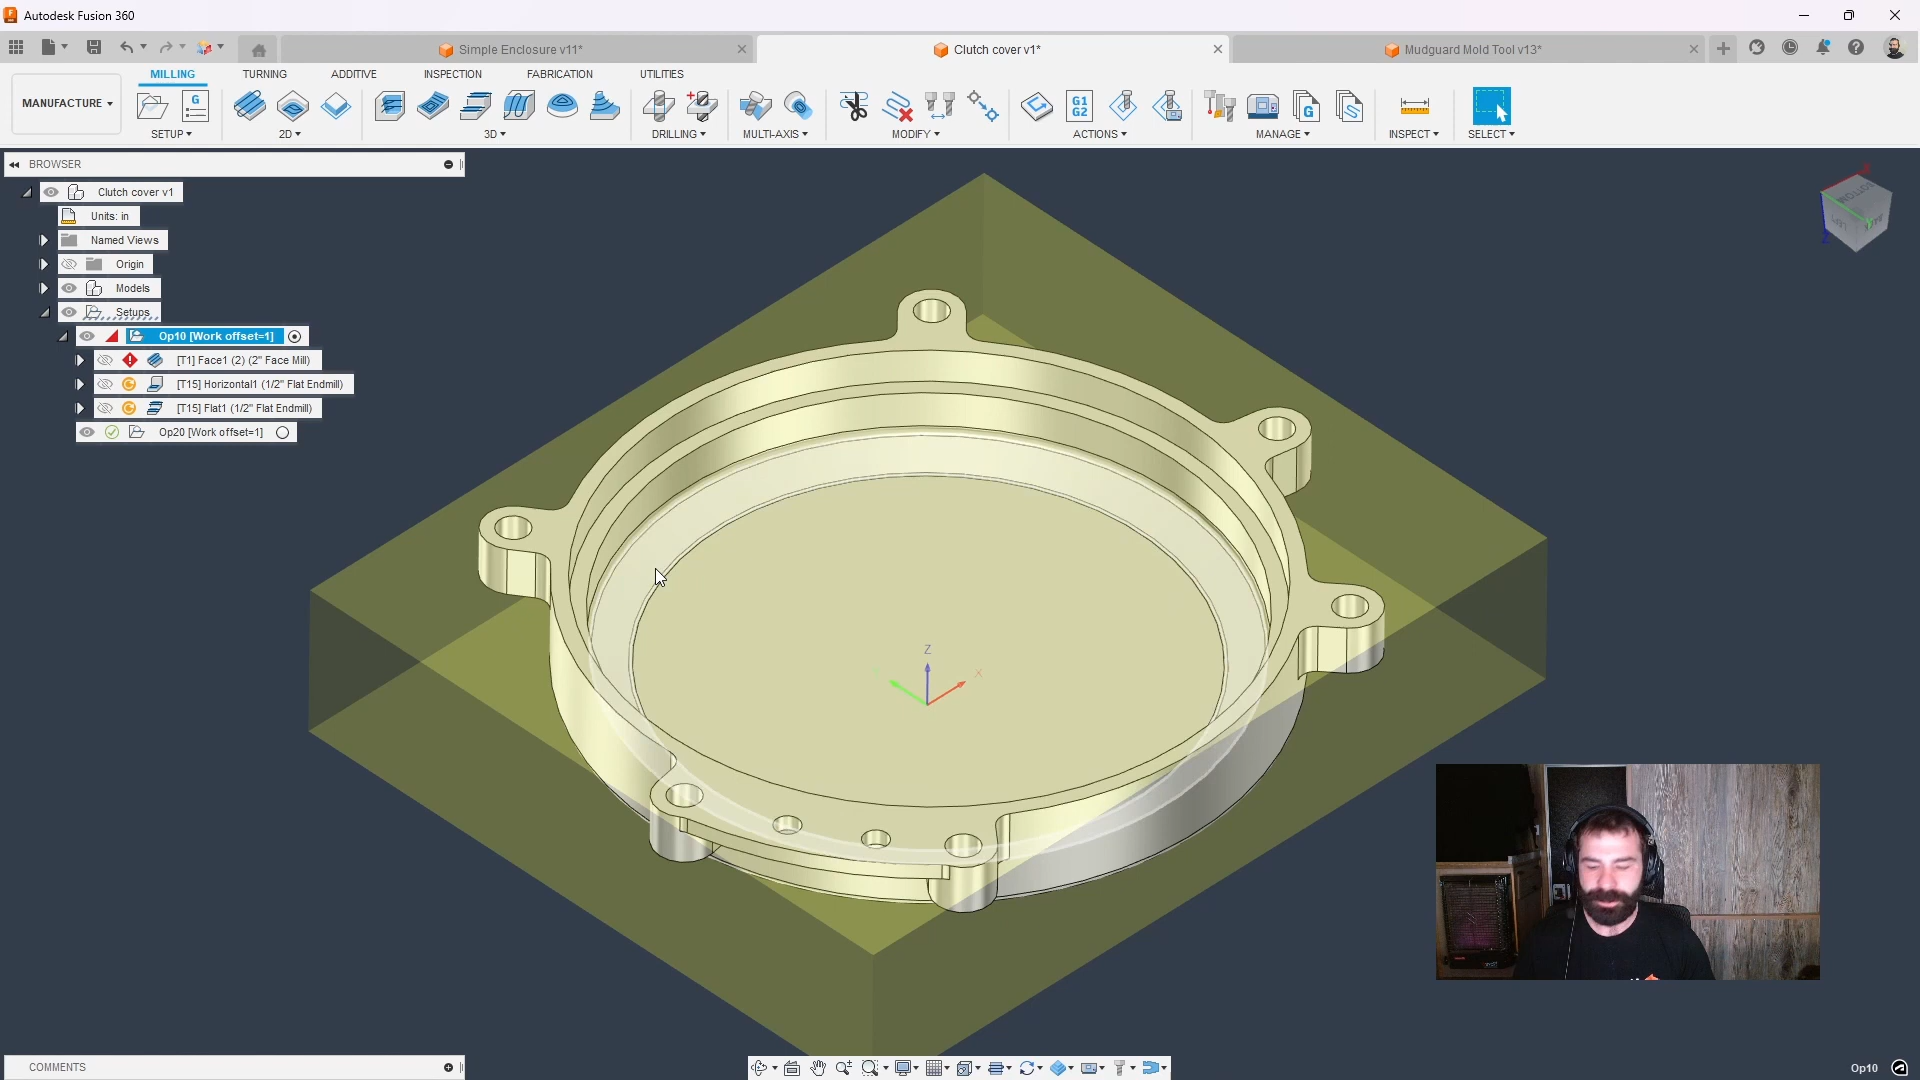 Autodesk Fusion 360
Simple Enclosure v11*
Clutch cover v1*
Mudguard Mold Tool v13*
MILLING
TURNING
ADDITIVE
INSPECTION
FABRICATION
UTILITIES
MANUFACTURE
G
G1
G2
G
SETUP
2D
3D
DRILLING
MULTI-AXIS
MODIFY
ACTIONS
MANAGE
INSPECT
SELECT
BROWSER
Clutch cover v1
Units: in
Named Views
Origin
Models
Setups
Op10 [Work offset=1]
[T1] Face1 (2) (2" Face Mill)
[T15] Horizontal1 (1/2" Flat Endmill)
[T15] Flat1 (1/2" Flat Endmill)
Op20 [Work offset=1]
BOTTOM
Z
Z
X
COMMENTS
Op10